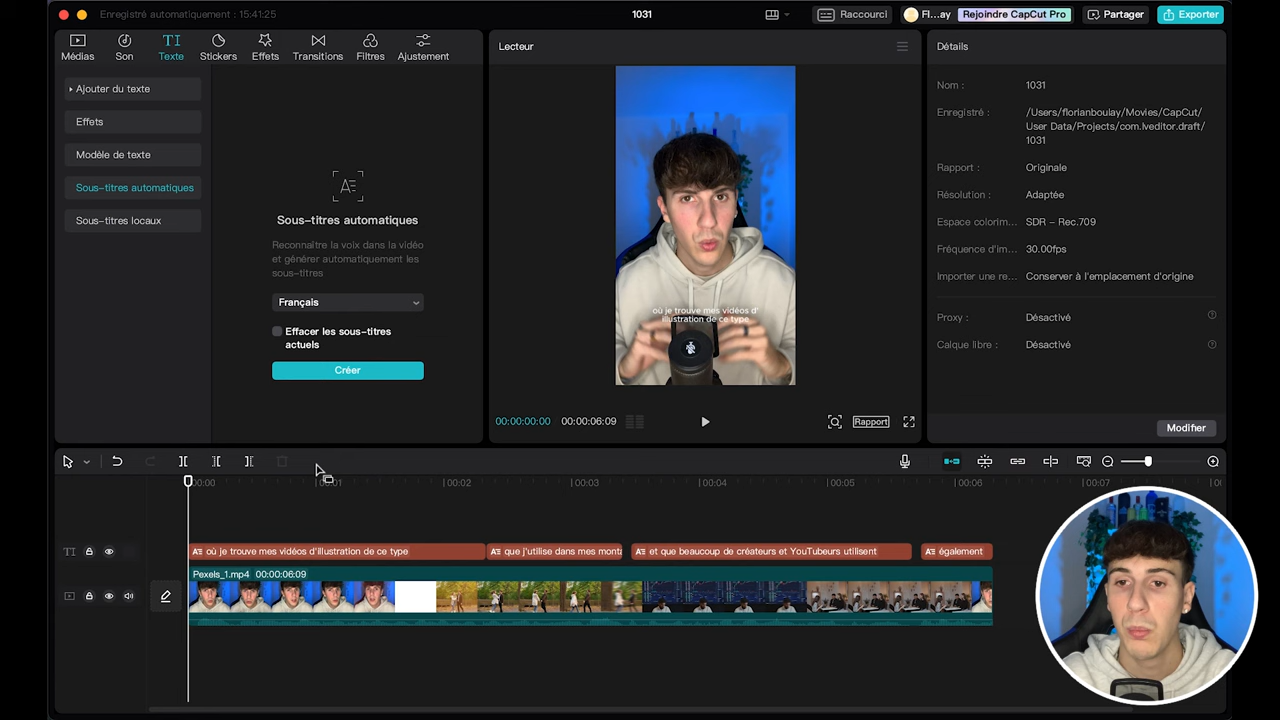 Enregistré automatiquement : 15:41:25
1031
Raccourci
Fl...ay
Rejoindre CapCut Pro
Partager
Exporter
Médias
Son
Texte
Stickers
Effets
Transitions
Filtres
Ajustement
Ajouter du texte
Effets
Modèle de texte
Sous-titres automatiques
Sous-titres locaux
Sous-titres automatiques
Reconnaître la voix dans la vidéo
et générer automatiquement les
sous-titres
Français
Effacer les sous-titres
actuels
Créer
Lecteur
où je trouve mes vidéos d'
illustration de ce type
00:00:00:00
00:00:06:09
Rapport
Détails
Nom :
1031
Enregistré :
/Users/florianboulay/Movies/CapCut/
User Data/Projects/com.lveditor.draft/
1031
Rapport :
Originale
Résolution :
Adaptée
Espace colorim...
SDR – Rec.709
Fréquence d'im...
30.00fps
Importer une re...
Conserver à l'emplacement d'origine
Proxy :
Désactivé
Calque libre :
Désactivé
Modifier
00:00
00:01
00:02
00:03
00:04
00:05
00:06
00:07
où je trouve mes vidéos d'illustration de ce type
que j'utilise dans mes monta
et que beaucoup de créateurs et YouTubeurs utilisent
également
Pexels_1.mp4 00:00:06:09